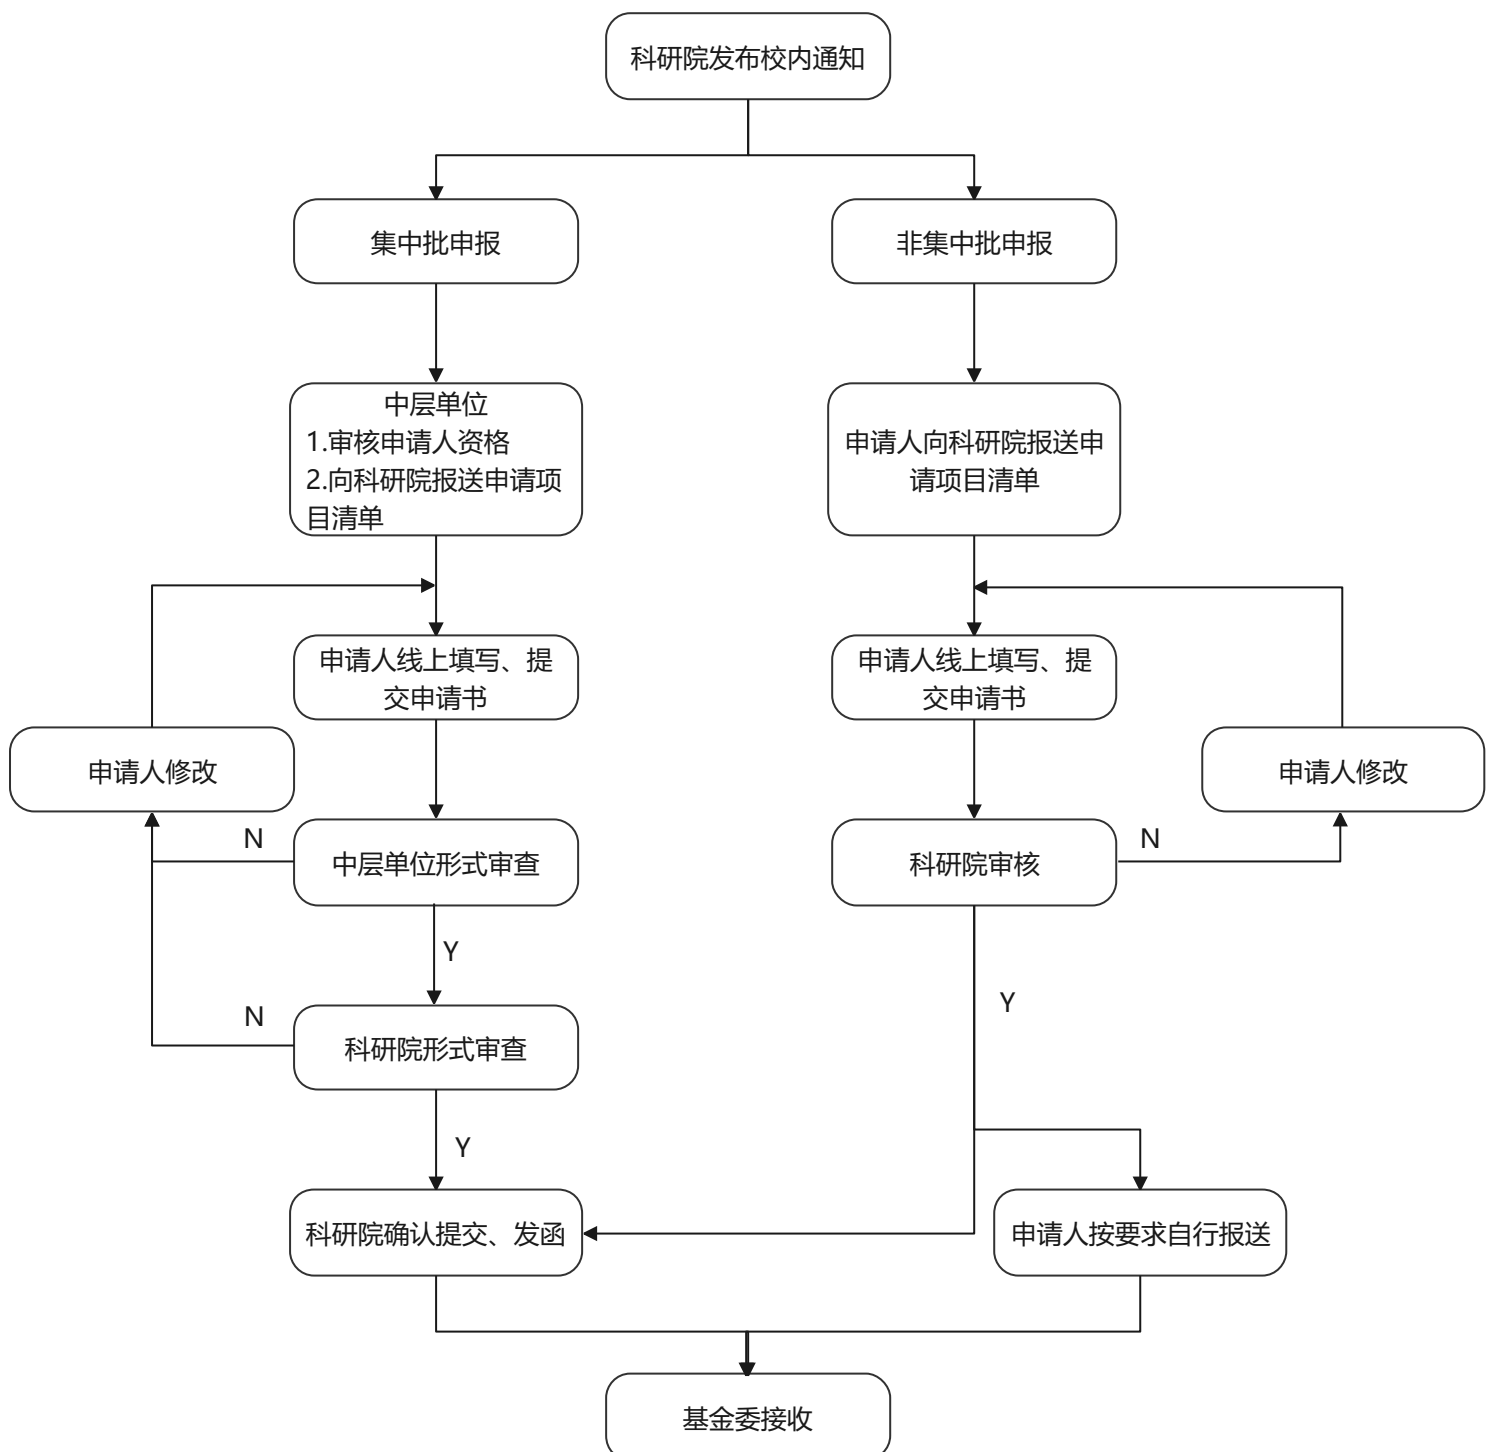 科研院发布校内通知
集中批申报
非集中批申报
中层单位
1.审核申请人资格
2.向科研院报送申请项
目清单
申请人向科研院报送申
请项目清单
申请人线上填写、提
交申请书
申请人线上填写、提
交申请书
申请人修改
申请人修改
N
中层单位形式审查
科研院审核
N
Y
N
Y
科研院形式审查
Y
科研院确认提交、发函
申请人按要求自行报送
基金委接收